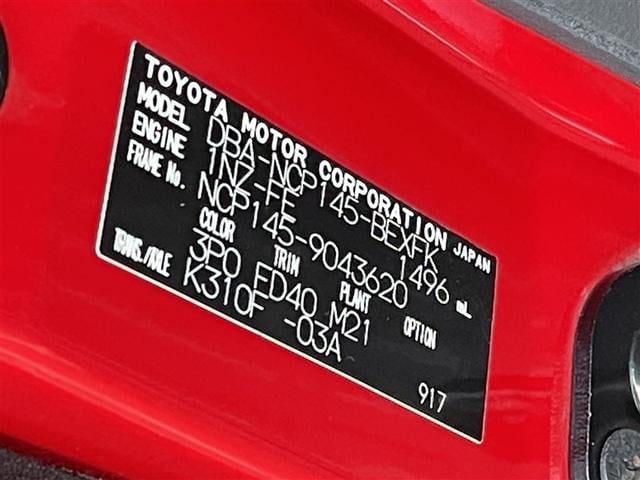 TOYOTA MOTOR CORPORATION JAPAN
MODEL DBA-NCP145-BEXFK
ENGINE 1NZ-FE 1496 mL
FRAME No. NCP145-9043620
COLOR TRIM PLANT OPTION
3P0 FD40 M21
TRANS./AXLE K310F -03A
917